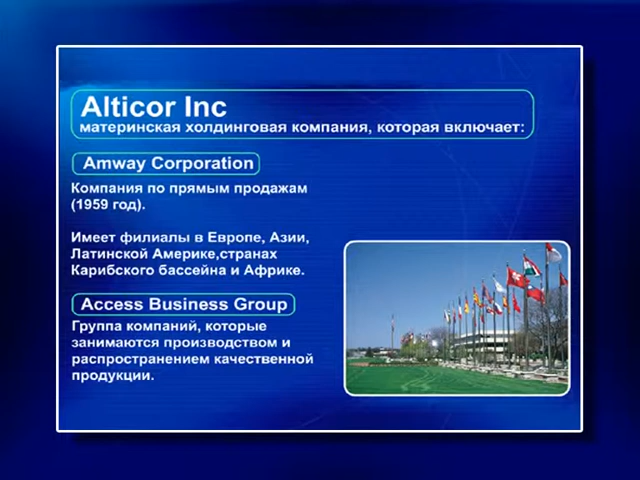 Alticor Inc
материнская холдинговая компания, которая включает:
Amway Corporation
Компания по прямым продажам
(1959 год).
Имеет филиалы в Европе, Азии,
Латинской Америке,странах
Карибского бассейна и Африке.
Access Business Group
Группа компаний, которые
занимаются производством и
распространением качественной
продукции.